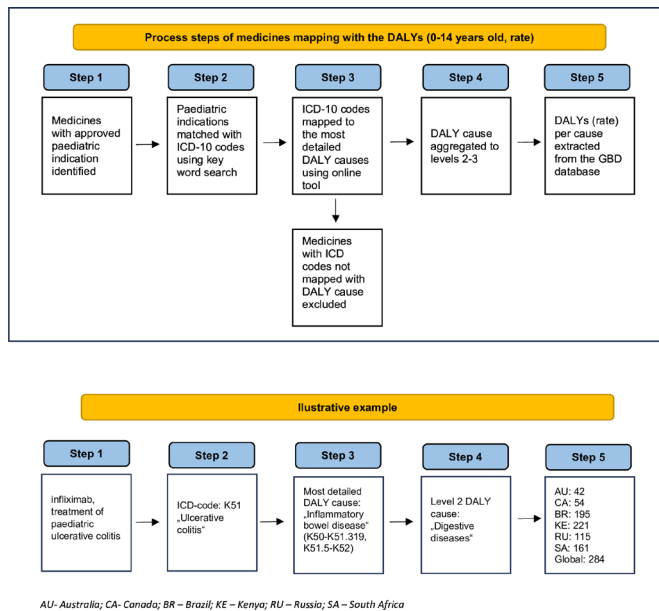 Process steps of medicines mapping with the DALYs (0-14 years old, rate)
Step 1
Step 2
Step 3
Step 4
Step 5
Medicines
with approved
paediatric
indication
identified
Paediatric
indications
matched with
ICD-10 codes
using key
word search
ICD-10 codes
mapped to
the most
detailed
DALY causes
using online
tool
DALY cause
aggregated to
levels 2-3
DALYs (rate)
per cause
extracted
from the GBD
database
Medicines
with ICD
codes not
mapped with
DALY cause
excluded
Ilustrative example
Step 1
Step 2
Step 3
Step 4
Step 5
infliximab,
treatment of
paediatric
ulcerative colitis
ICD-code: K51
„Ulcerative
colitis“
Most detailed
DALY cause:
„Inflammatory
bowel disease“
(K50-K51.319,
K51.5-K52)
Level 2 DALY
cause:
„Digestive
diseases“
AU: 42
CA: 54
BR: 195
KE: 221
RU: 115
SA: 161
Global: 284
AU- Australia; CA- Canada; BR – Brazil; KE – Kenya; RU – Russia; SA – South Africa